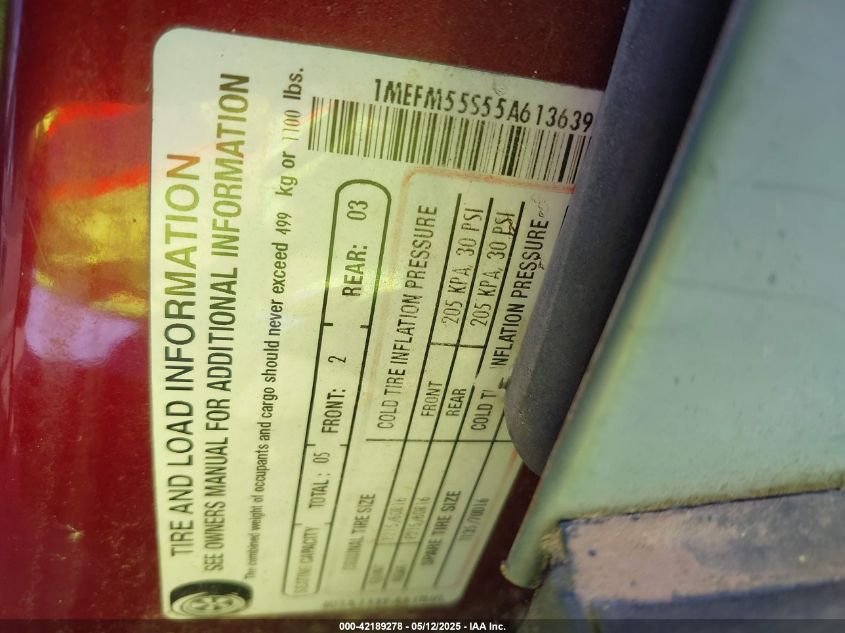 TIRE AND LOAD INFORMATION
SEE OWNERS MANUAL FOR ADDITIONAL INFORMATION
The combined weight of occupants and cargo should never exceed 499 kg or 1100 lbs.
1MEFM55S55A613639
SEATING CAPACITY TOTAL: 05 FRONT: 2 REAR: 03
ORIGINAL TIRE SIZE COLD TIRE INFLATION PRESSURE
FRONT 205 KPA, 30 PSI
REAR 205 KPA, 30 PSI
SPARE TIRE SIZE COLD INFLATION PRESSURE
000-42189278 - 05/12/2025 - IAA Inc.